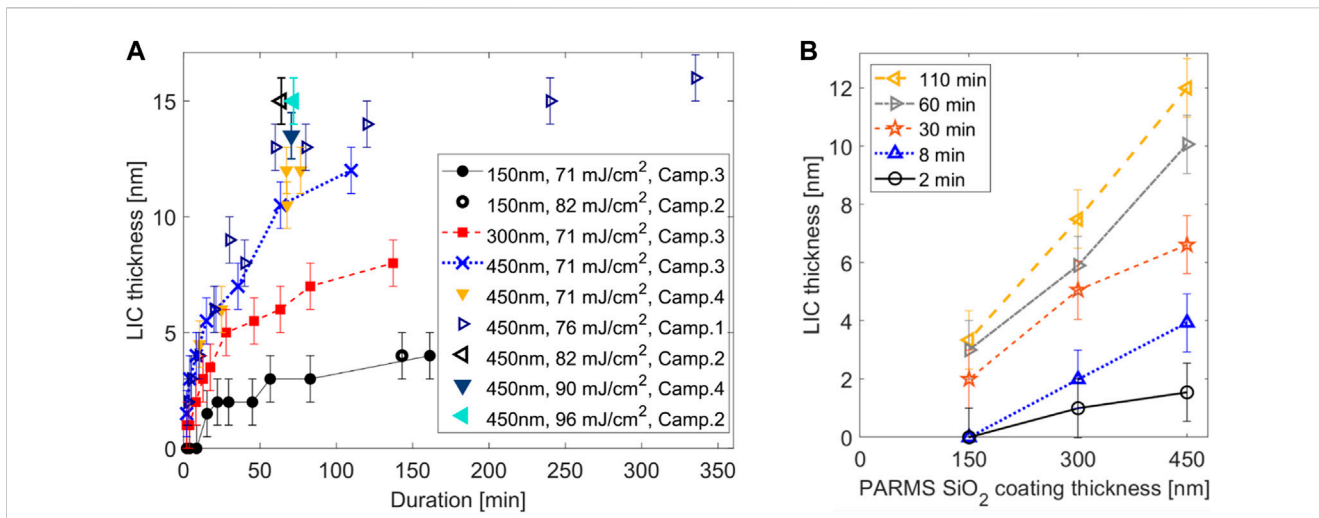 A
LIC thickness [nm]
15
10
5
0
0 50 100 150 200 250 300 350
Duration [min]
150nm, 71 mJ/cm², Camp.3
150nm, 82 mJ/cm², Camp.2
300nm, 71 mJ/cm², Camp.3
450nm, 71 mJ/cm², Camp.3
450nm, 71 mJ/cm², Camp.4
450nm, 76 mJ/cm², Camp.1
450nm, 82 mJ/cm², Camp.2
450nm, 90 mJ/cm², Camp.4
450nm, 96 mJ/cm², Camp.2
B
LIC thickness [nm]
12
10
8
6
4
2
0
0 150 300 450
PARMS SiO₂ coating thickness [nm]
110 min
60 min
30 min
8 min
2 min